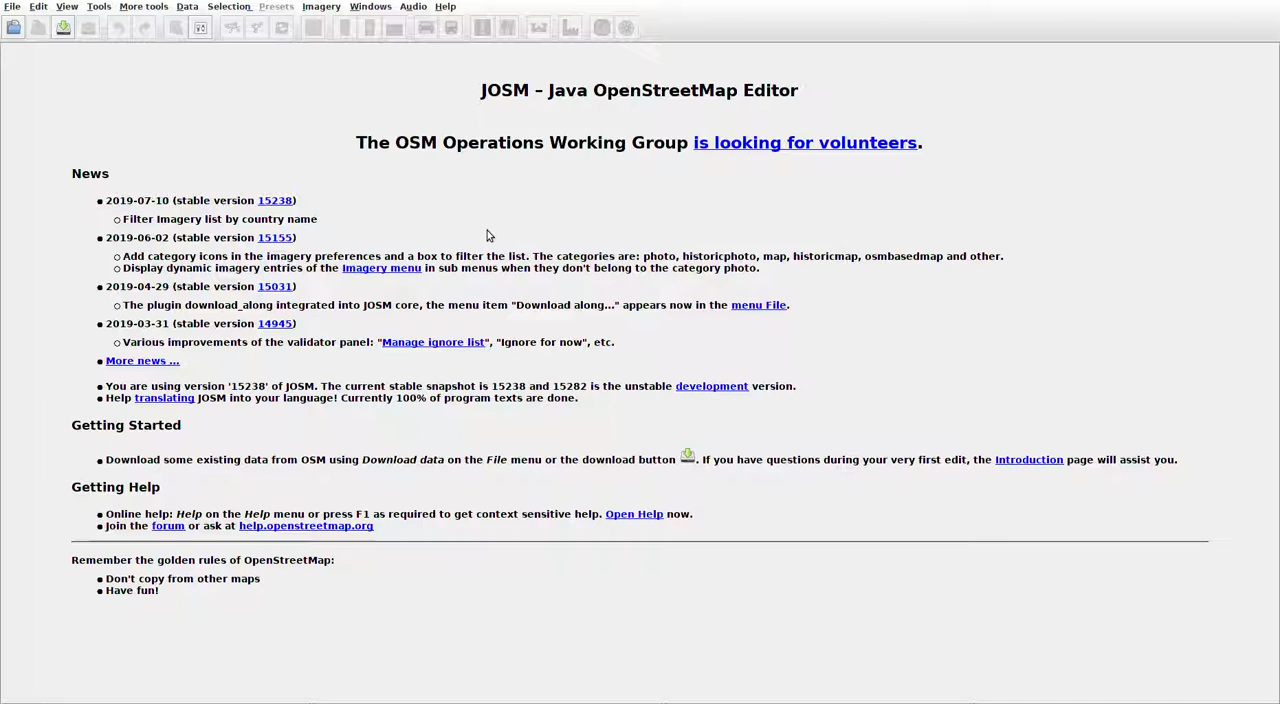 File Edit View Tools More tools Data Selection Presets Imagery Windows Audio Help
JOSM – Java OpenStreetMap Editor
The OSM Operations Working Group is looking for volunteers.
News
2019-07-10 (stable version 15238)
Filter Imagery list by country name
2019-06-02 (stable version 15155)
Add category icons in the imagery preferences and a box to filter the list. The categories are: photo, historicphoto, map, historicmap, osmbasedmap and other.
Display dynamic imagery entries of the Imagery menu in sub menus when they don't belong to the category photo.
2019-04-29 (stable version 15031)
The plugin download_along integrated into JOSM core, the menu item "Download along..." appears now in the menu File.
2019-03-31 (stable version 14945)
Various improvements of the validator panel: "Manage ignore list", "Ignore for now", etc.
More news ...
You are using version '15238' of JOSM. The current stable snapshot is 15238 and 15282 is the unstable development version.
Help translating JOSM into your language! Currently 100% of program texts are done.
Getting Started
Download some existing data from OSM using Download data on the File menu or the download button . If you have questions during your very first edit, the Introduction page will assist you.
Getting Help
Online help: Help on the Help menu or press F1 as required to get context sensitive help. Open Help now.
Join the forum or ask at help.openstreetmap.org
Remember the golden rules of OpenStreetMap:
Don't copy from other maps
Have fun!